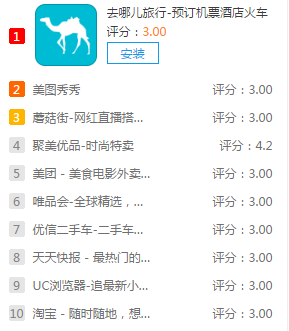 去哪儿旅行-预订机票酒店火车
1
评分：3.00
安装
2 美图秀秀 评分：3.00
3 蘑菇街-网红直播搭... 评分：3.00
4 聚美优品-时尚特卖 评分：4.2
5 美团 - 美食电影外卖... 评分：3.00
6 唯品会-全球精选，... 评分：3.00
7 优信二手车-二手车... 评分：3.00
8 天天快报 - 最热门的... 评分：3.00
9 UC浏览器-追最新小... 评分：3.00
10 淘宝 - 随时随地，想... 评分：3.00